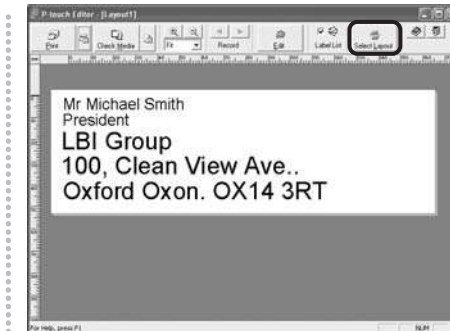 P-touch Editor - [Layout1]
Print
Check Media
Fit
Record
Edit
Label List
Select Layout
Mr Michael Smith
President
LBI Group
100, Clean View Ave..
Oxford Oxon. OX14 3RT
For Help, press F1
NUM